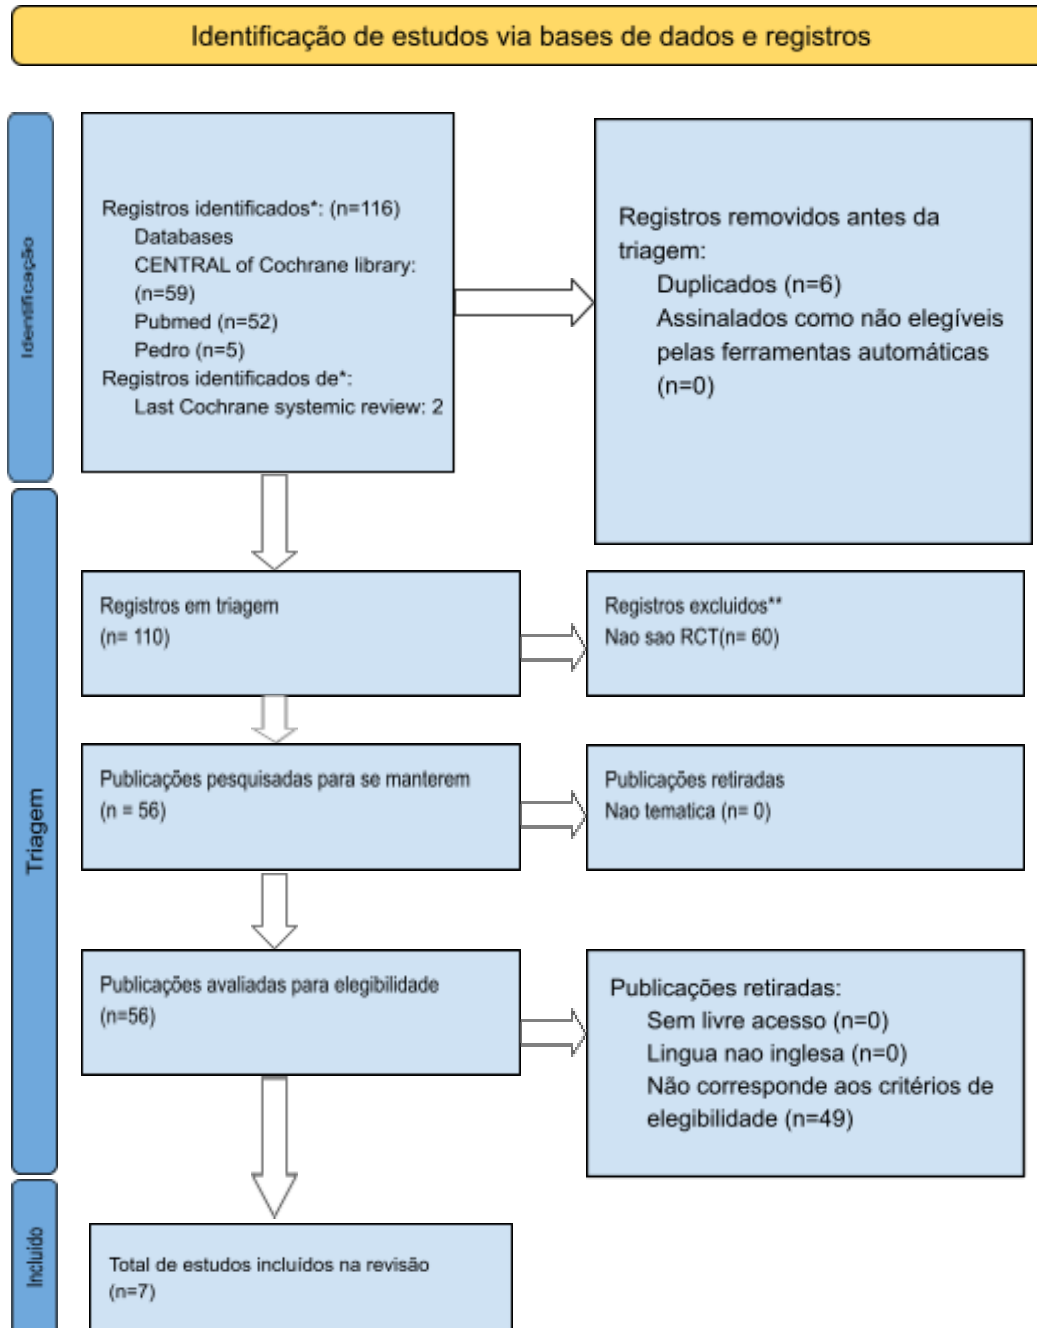 Identificação de estudos via bases de dados e registros
Identificação
Registros identificados*: (n=116)
Databases
CENTRAL of Cochrane library:
(n=59)
Pubmed (n=52)
Pedro (n=5)
Registros identificados de*:
Last Cochrane systemic review: 2
Registros removidos antes da
triagem:
Duplicados (n=6)
Assinalados como não elegíveis
pelas ferramentas automáticas
(n=0)
Triagem
Registros em triagem
(n= 110)
Registros excluidos**
Nao sao RCT(n= 60)
Publicações pesquisadas para se manterem
(n = 56)
Publicações retiradas
Nao tematica (n= 0)
Publicações avaliadas para elegibilidade
(n=56)
Publicações retiradas:
Sem livre acesso (n=0)
Lingua nao inglesa (n=0)
Não corresponde aos critérios de
elegibilidade (n=49)
Incluido
Total de estudos incluídos na revisão
(n=7)